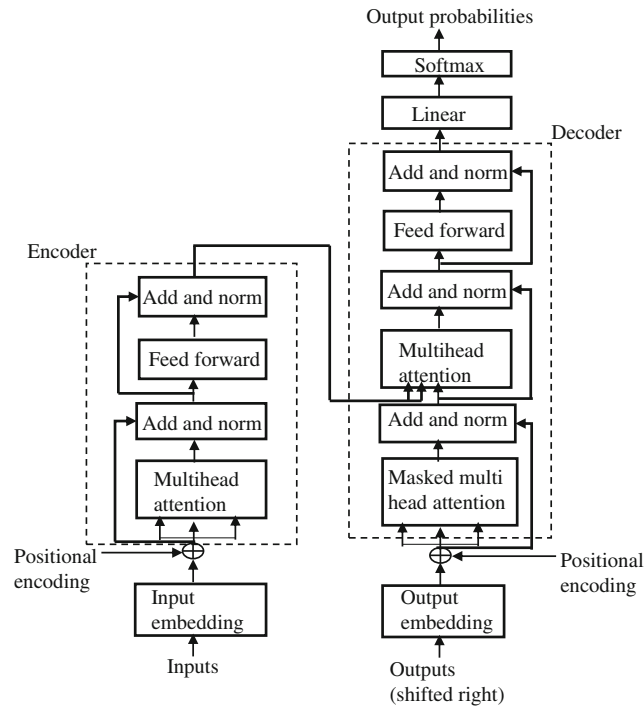 Output probabilities
Softmax
Linear
Decoder
Add and norm
Feed forward
Add and norm
Multihead
attention
Add and norm
Masked multi
head attention
Positional
encoding
Output
embedding
Outputs
(shifted right)
Encoder
Add and norm
Feed forward
Add and norm
Multihead
attention
Positional
encoding
Input
embedding
Inputs